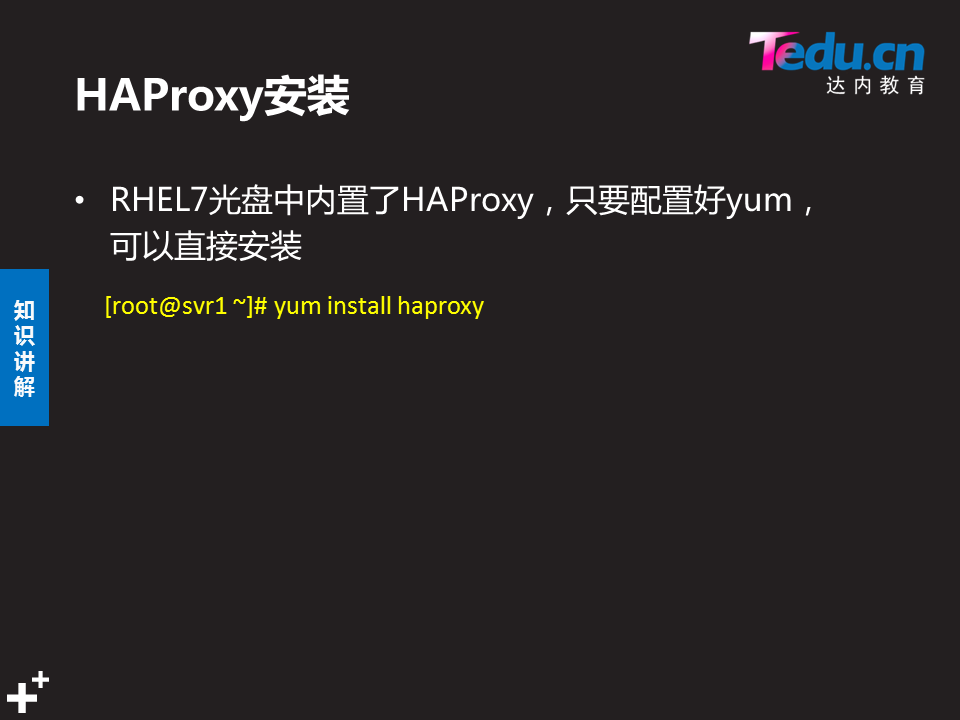 Tedu.cn
达内教育
HAProxy安装
• RHEL7光盘中内置了HAProxy，只要配置好yum，
可以直接安装
[root@svr1 ~]# yum install haproxy
知识讲解